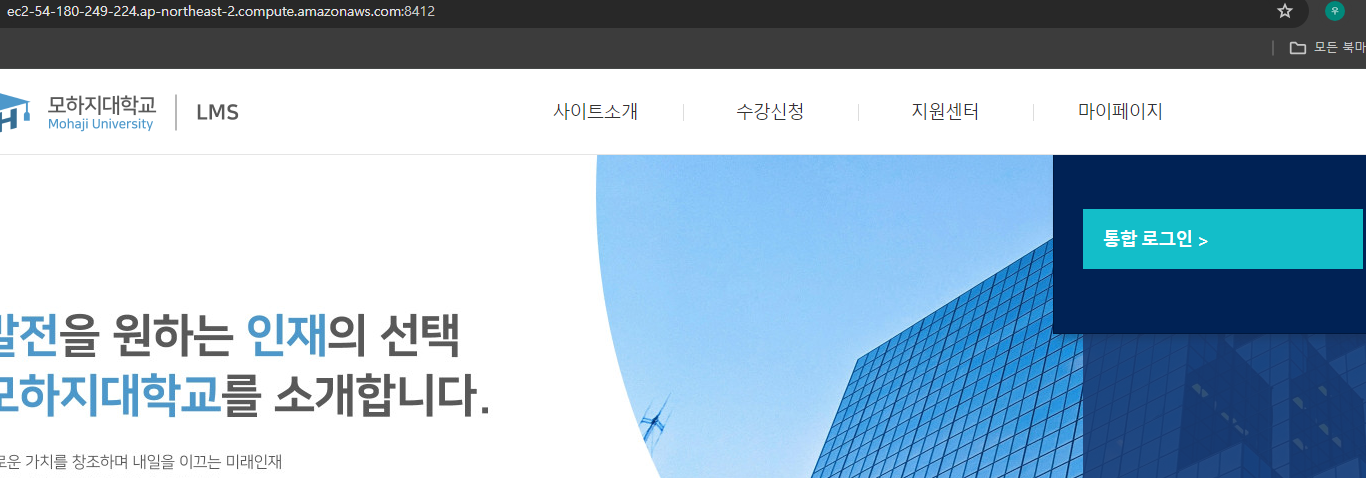 ec2-54-180-249-224.ap-northeast-2.compute.amazonaws.com:8412
우
모든 북마
모하지대학교
Mohaji University
LMS
사이트소개
수강신청
지원센터
마이페이지
통합 로그인 >
발전을 원하는 인재의 선택
모하지대학교를 소개합니다.
로운 가치를 창조하며 내일을 이끄는 미래인재